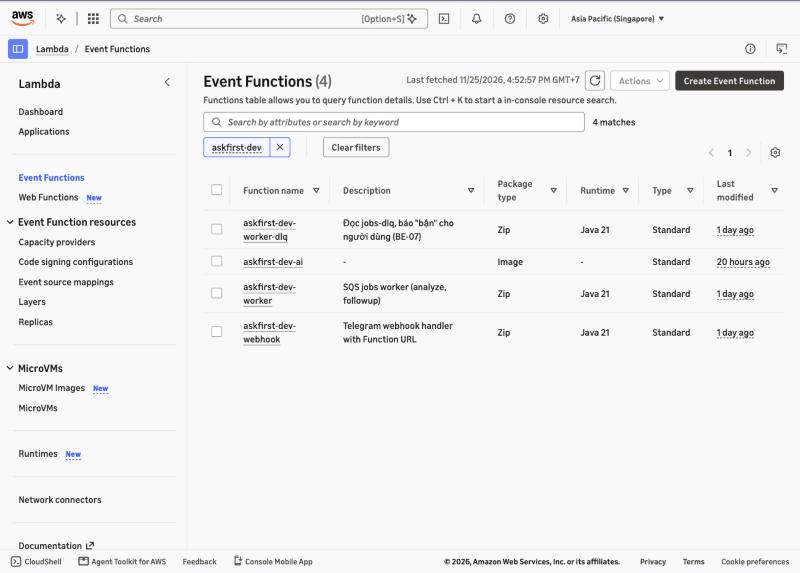 aws
Search
[Option+S]
Asia Pacific (Singapore)
Lambda / Event Functions
Lambda
Dashboard
Applications
Event Functions
Web Functions New
Event Function resources
Capacity providers
Code signing configurations
Event source mappings
Layers
Replicas
MicroVMs
MicroVM Images New
MicroVMs
Runtimes New
Network connectors
Documentation
Event Functions (4)
Last fetched 11/25/2026, 4:52:57 PM GMT+7
Actions
Create Event Function
Functions table allows you to query function details. Use Ctrl + K to start a in-console resource search.
Search by attributes or search by keyword
4 matches
askfirst-dev
Clear filters
1
Function name
Description
Package type
Runtime
Type
Last modified
askfirst-dev-worker-dlq
Đọc jobs-dlq, báo "bận" cho người dùng (BE-07)
Zip
Java 21
Standard
1 day ago
askfirst-dev-ai
-
Image
-
Standard
20 hours ago
askfirst-dev-worker
SQS jobs worker (analyze, followup)
Zip
Java 21
Standard
1 day ago
askfirst-dev-webhook
Telegram webhook handler with Function URL
Zip
Java 21
Standard
1 day ago
CloudShell
Agent Toolkit for AWS
Feedback
Console Mobile App
© 2026, Amazon Web Services, Inc. or its affiliates.
Privacy
Terms
Cookie preferences